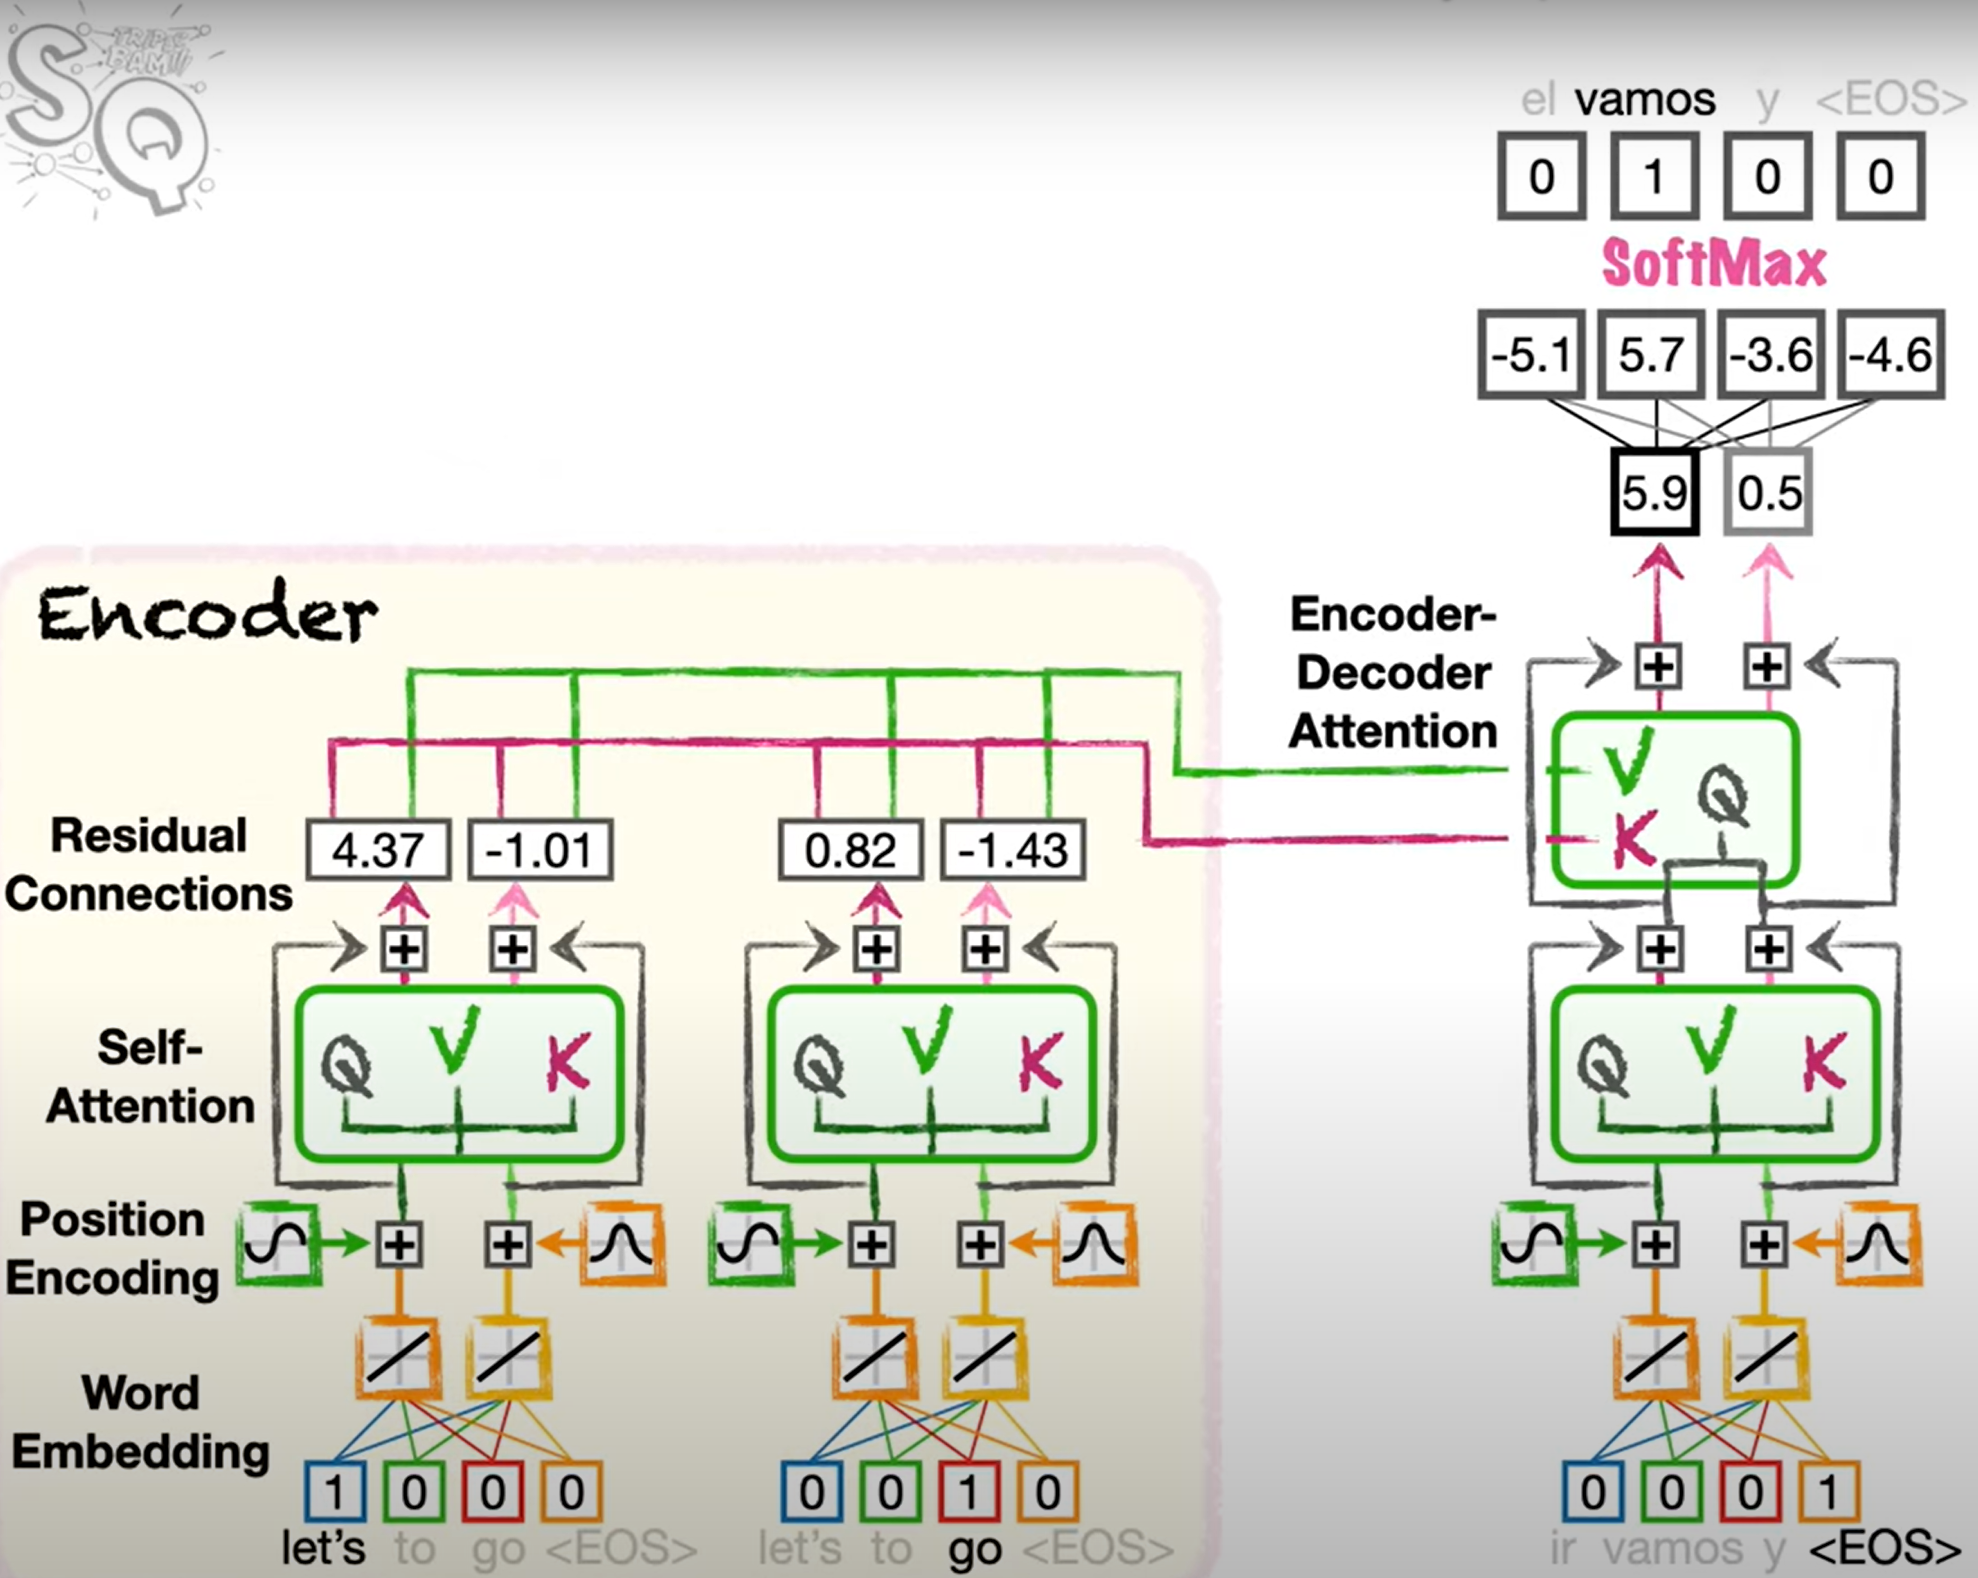 SQ
TRIPLE
BAM!!!
el vamos y <EOS>
0 1 0 0
SoftMax
-5.1 5.7 -3.6 -4.6
5.9 0.5
Encoder
Encoder-
Decoder
Attention
+ +
V
Q
K
Residual
Connections
4.37 -1.01 0.82 -1.43
+ + + + + +
Self-
Attention
Q V K Q V K Q V K
Position
Encoding
+ + + + + +
Word
Embedding
1 0 0 0 0 0 1 0 0 0 0 1
let's to go <EOS> let's to go <EOS> ir vamos y <EOS>